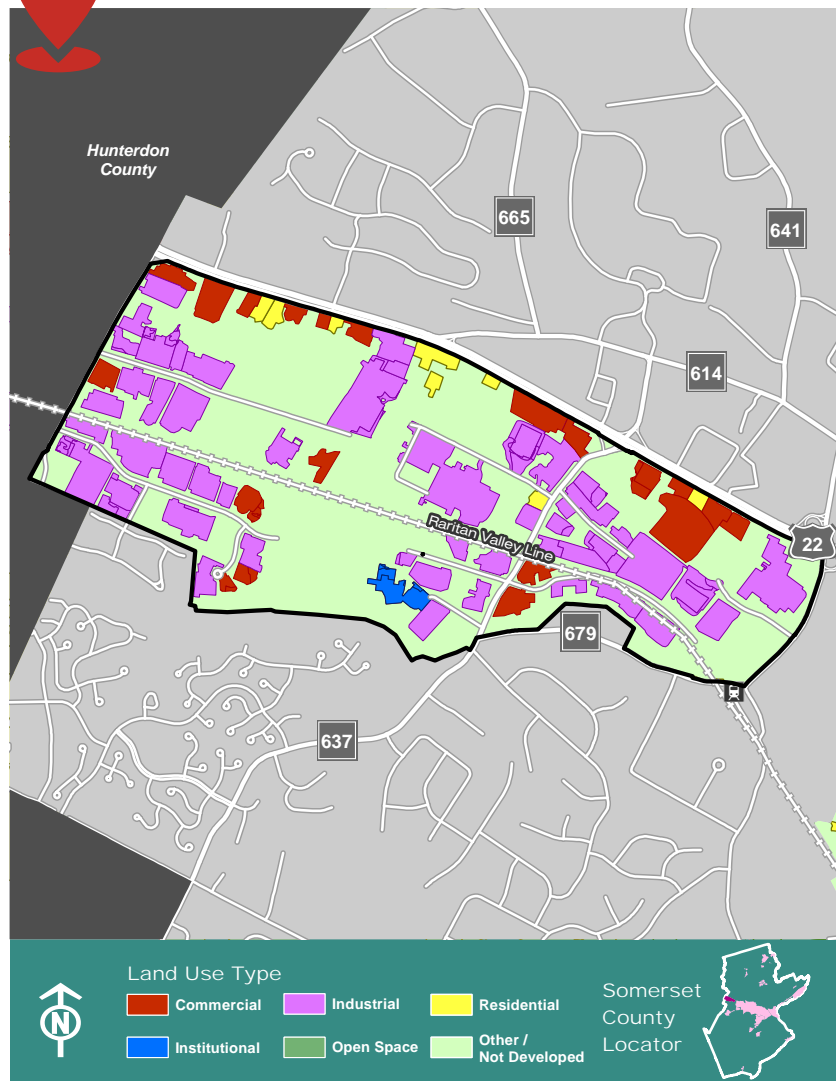 Hunterdon
County
665
641
614
Raritan Valley Line
22
679
637
Land Use Type
Commercial
Industrial
Residential
Institutional
Open Space
Other /
Not Developed
N
Somerset
County
Locator